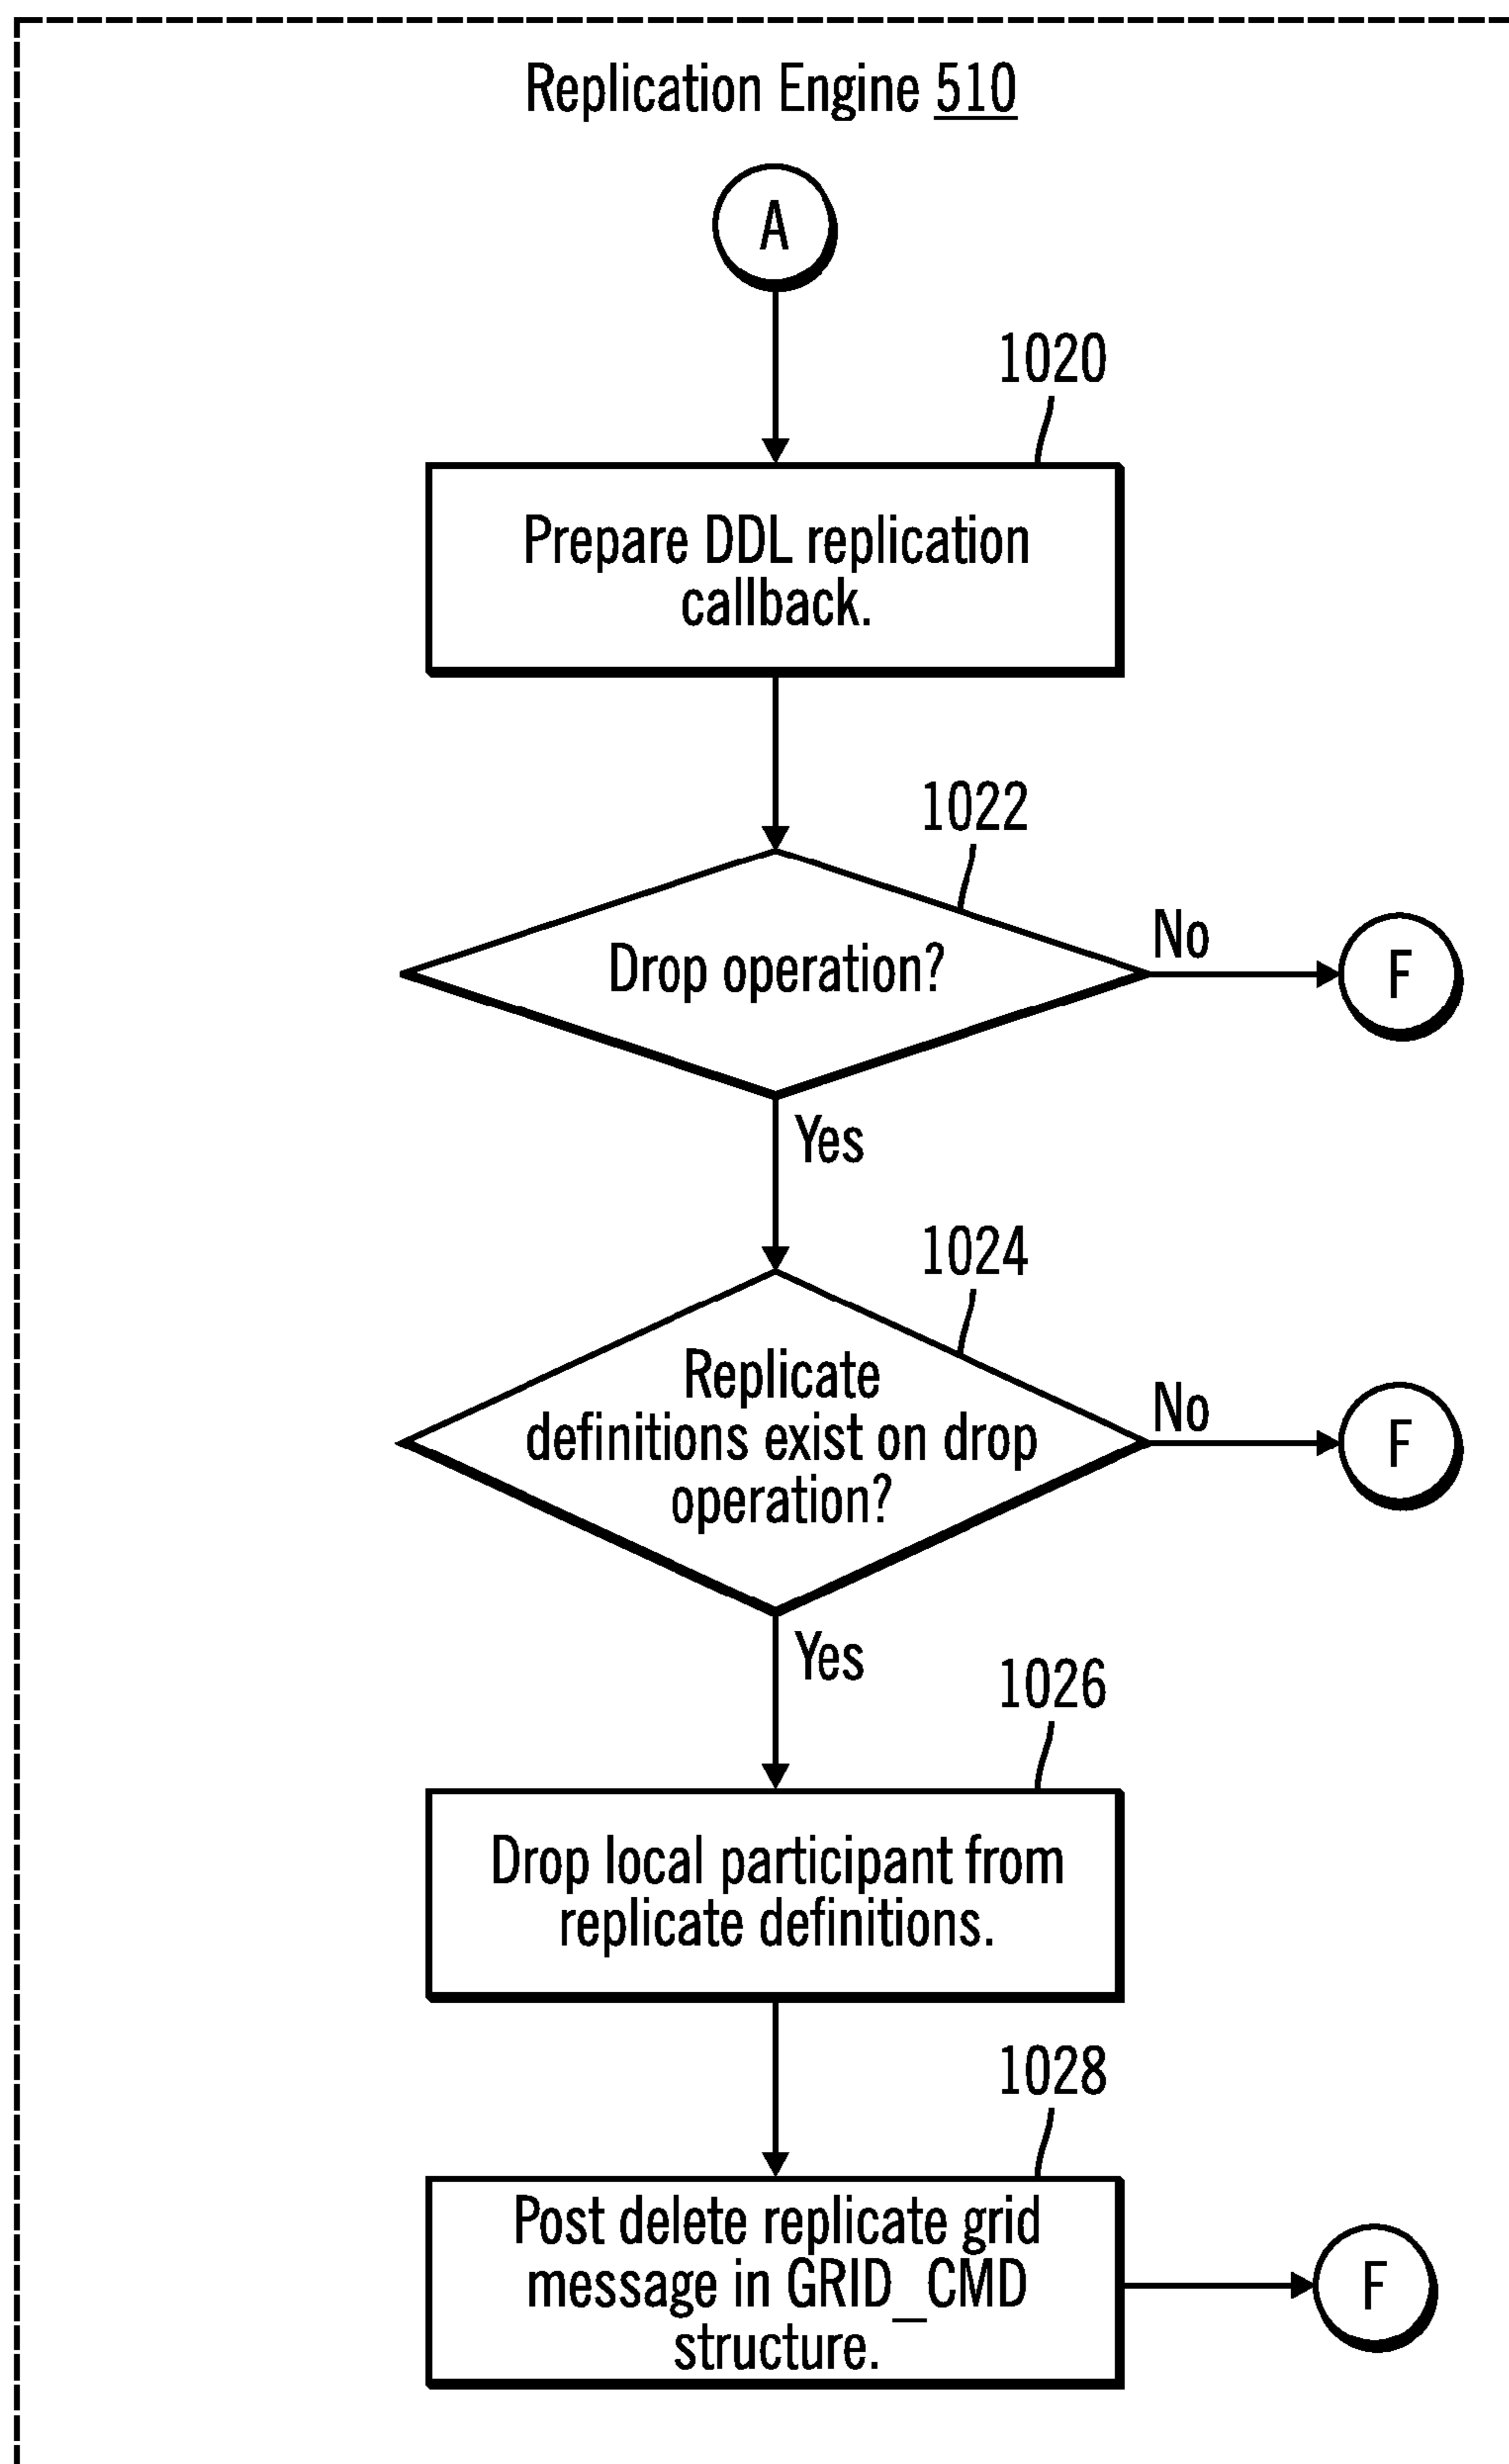 Replication Engine 510
A
1020
Prepare DDL replication
callback.
1022
Drop operation?
No
F
Yes
1024
Replicate
definitions exist on drop
operation?
No
F
Yes
1026
Drop local participant from
replicate definitions.
1028
Post delete replicate grid
message in GRID_CMD
structure.
F